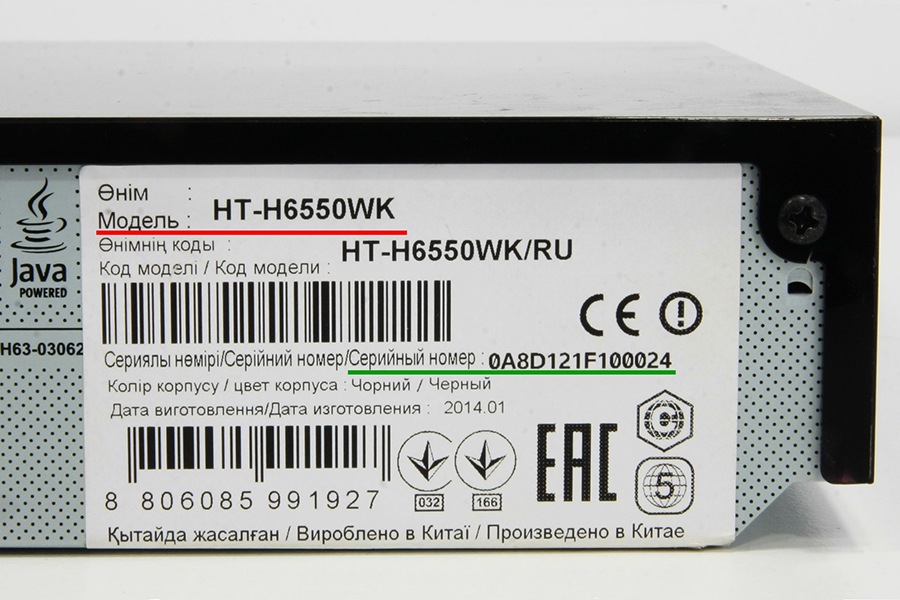 Өнім :
Модель : HT-H6550WK
Өнімнің коды :
Код моделі / Код модели : HT-H6550WK/RU
Java
POWERED
H63-03062
CE
Сериялы нөмірі/Серійний номер/Серийный номер : 0A8D121F100024
Колір корпусу / цвет корпуса : Чорний / Черный
Дата виготовлення/Дата изготовления : 2014.01
8 806085 991927
032
166
EAC
5
Қытайда жасалған / Вироблено в Китаї / Произведено в Китае